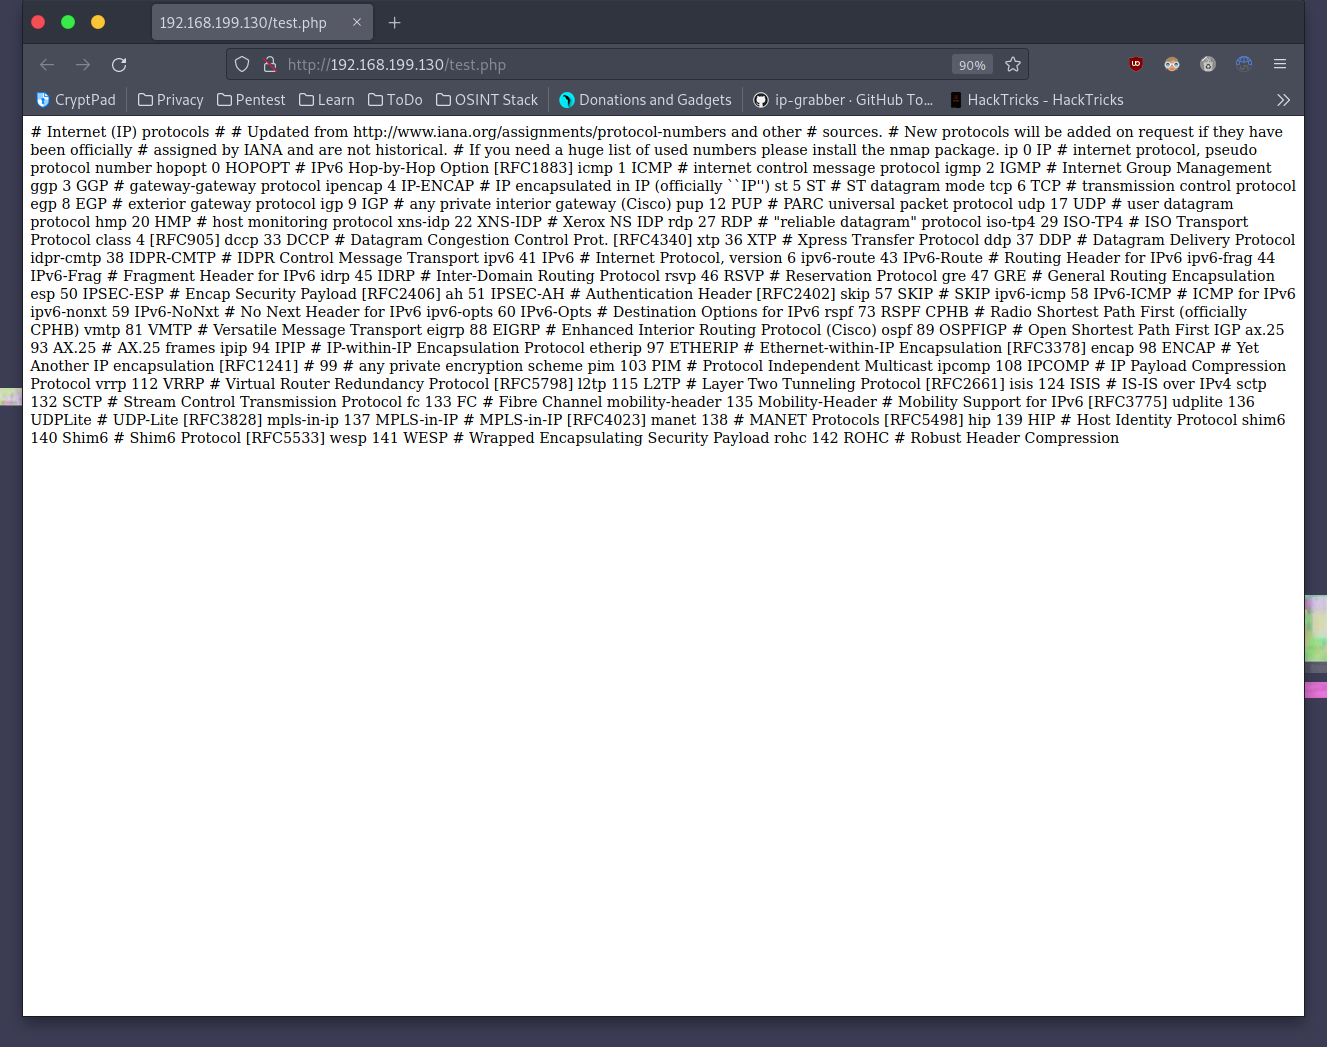 192.168.199.130/test.php
http://192.168.199.130/test.php
90%
CryptPad Privacy Pentest Learn ToDo OSINT Stack Donations and Gadgets ip-grabber · GitHub To… HackTricks - HackTricks
# Internet (IP) protocols # # Updated from http://www.iana.org/assignments/protocol-numbers and other # sources. # New protocols will be added on request if they have
been officially # assigned by IANA and are not historical. # If you need a huge list of used numbers please install the nmap package. ip 0 IP # internet protocol, pseudo
protocol number hopopt 0 HOPOPT # IPv6 Hop-by-Hop Option [RFC1883] icmp 1 ICMP # internet control message protocol igmp 2 IGMP # Internet Group Management
ggp 3 GGP # gateway-gateway protocol ipencap 4 IP-ENCAP # IP encapsulated in IP (officially ``IP'') st 5 ST # ST datagram mode tcp 6 TCP # transmission control protocol
egp 8 EGP # exterior gateway protocol igp 9 IGP # any private interior gateway (Cisco) pup 12 PUP # PARC universal packet protocol udp 17 UDP # user datagram
protocol hmp 20 HMP # host monitoring protocol xns-idp 22 XNS-IDP # Xerox NS IDP rdp 27 RDP # "reliable datagram" protocol iso-tp4 29 ISO-TP4 # ISO Transport
Protocol class 4 [RFC905] dccp 33 DCCP # Datagram Congestion Control Prot. [RFC4340] xtp 36 XTP # Xpress Transfer Protocol ddp 37 DDP # Datagram Delivery Protocol
idpr-cmtp 38 IDPR-CMTP # IDPR Control Message Transport ipv6 41 IPv6 # Internet Protocol, version 6 ipv6-route 43 IPv6-Route # Routing Header for IPv6 ipv6-frag 44
IPv6-Frag # Fragment Header for IPv6 idrp 45 IDRP # Inter-Domain Routing Protocol rsvp 46 RSVP # Reservation Protocol gre 47 GRE # General Routing Encapsulation
esp 50 IPSEC-ESP # Encap Security Payload [RFC2406] ah 51 IPSEC-AH # Authentication Header [RFC2402] skip 57 SKIP # SKIP ipv6-icmp 58 IPv6-ICMP # ICMP for IPv6
ipv6-nonxt 59 IPv6-NoNxt # No Next Header for IPv6 ipv6-opts 60 IPv6-Opts # Destination Options for IPv6 rspf 73 RSPF CPHB # Radio Shortest Path First (officially
CPHB) vmtp 81 VMTP # Versatile Message Transport eigrp 88 EIGRP # Enhanced Interior Routing Protocol (Cisco) ospf 89 OSPFIGP # Open Shortest Path First IGP ax.25
93 AX.25 # AX.25 frames ipip 94 IPIP # IP-within-IP Encapsulation Protocol etherip 97 ETHERIP # Ethernet-within-IP Encapsulation [RFC3378] encap 98 ENCAP # Yet
Another IP encapsulation [RFC1241] # 99 # any private encryption scheme pim 103 PIM # Protocol Independent Multicast ipcomp 108 IPCOMP # IP Payload Compression
Protocol vrrp 112 VRRP # Virtual Router Redundancy Protocol [RFC5798] l2tp 115 L2TP # Layer Two Tunneling Protocol [RFC2661] isis 124 ISIS # IS-IS over IPv4 sctp
132 SCTP # Stream Control Transmission Protocol fc 133 FC # Fibre Channel mobility-header 135 Mobility-Header # Mobility Support for IPv6 [RFC3775] udplite 136
UDPLite # UDP-Lite [RFC3828] mpls-in-ip 137 MPLS-in-IP # MPLS-in-IP [RFC4023] manet 138 # MANET Protocols [RFC5498] hip 139 HIP # Host Identity Protocol shim6
140 Shim6 # Shim6 Protocol [RFC5533] wesp 141 WESP # Wrapped Encapsulating Security Payload rohc 142 ROHC # Robust Header Compression